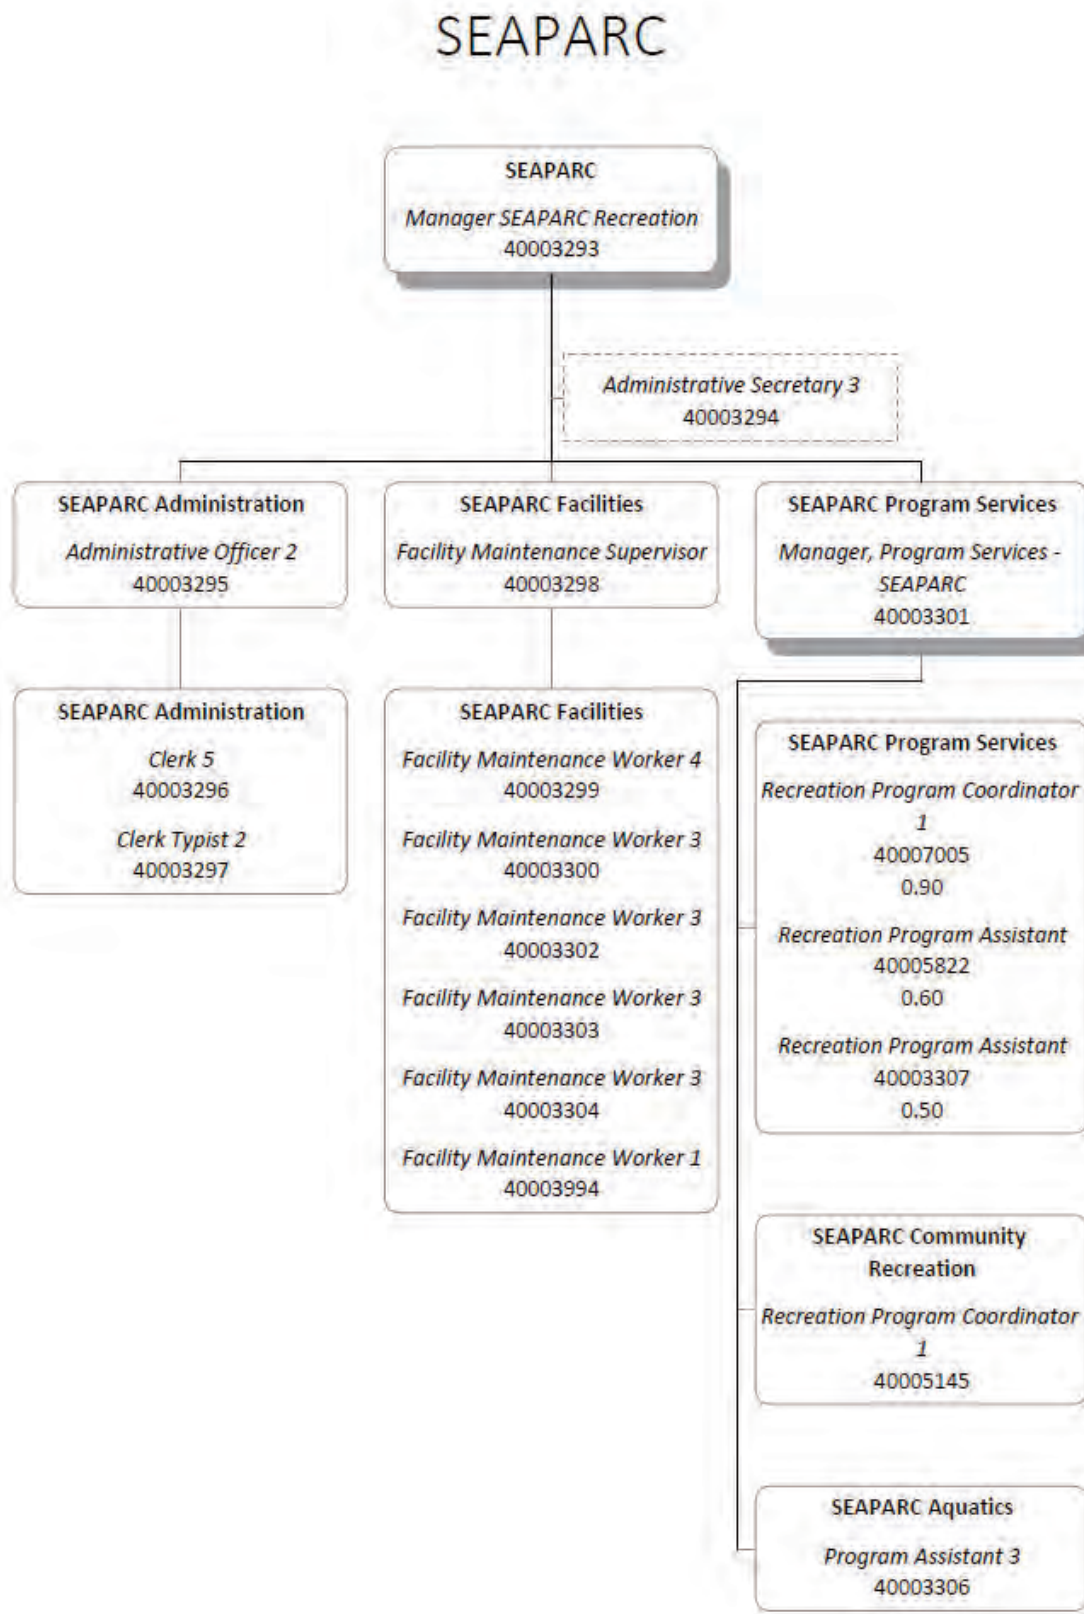 SEAPARC
SEAPARC
Manager SEAPARC Recreation
40003293
Administrative Secretary 3
40003294
SEAPARC Administration
Administrative Officer 2
40003295
SEAPARC Facilities
Facility Maintenance Supervisor
40003298
SEAPARC Program Services
Manager, Program Services -
SEAPARC
40003301
SEAPARC Administration
Clerk 5
40003296
Clerk Typist 2
40003297
SEAPARC Facilities
Facility Maintenance Worker 4
40003299
Facility Maintenance Worker 3
40003300
Facility Maintenance Worker 3
40003302
Facility Maintenance Worker 3
40003303
Facility Maintenance Worker 3
40003304
Facility Maintenance Worker 1
40003994
SEAPARC Program Services
Recreation Program Coordinator
1
40007005
0.90
Recreation Program Assistant
40005822
0.60
Recreation Program Assistant
40003307
0.50
SEAPARC Community
Recreation
Recreation Program Coordinator
1
40005145
SEAPARC Aquatics
Program Assistant 3
40003306